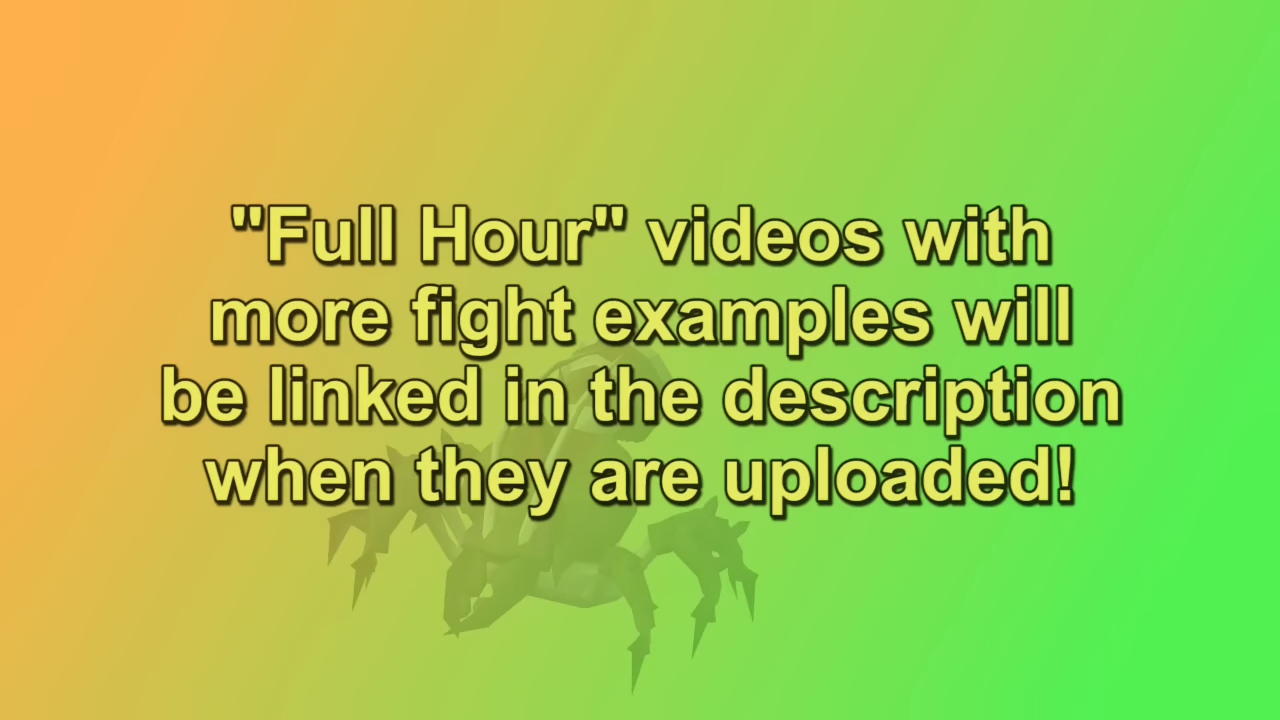 "Full Hour" videos with
more fight examples will
be linked in the description
when they are uploaded!